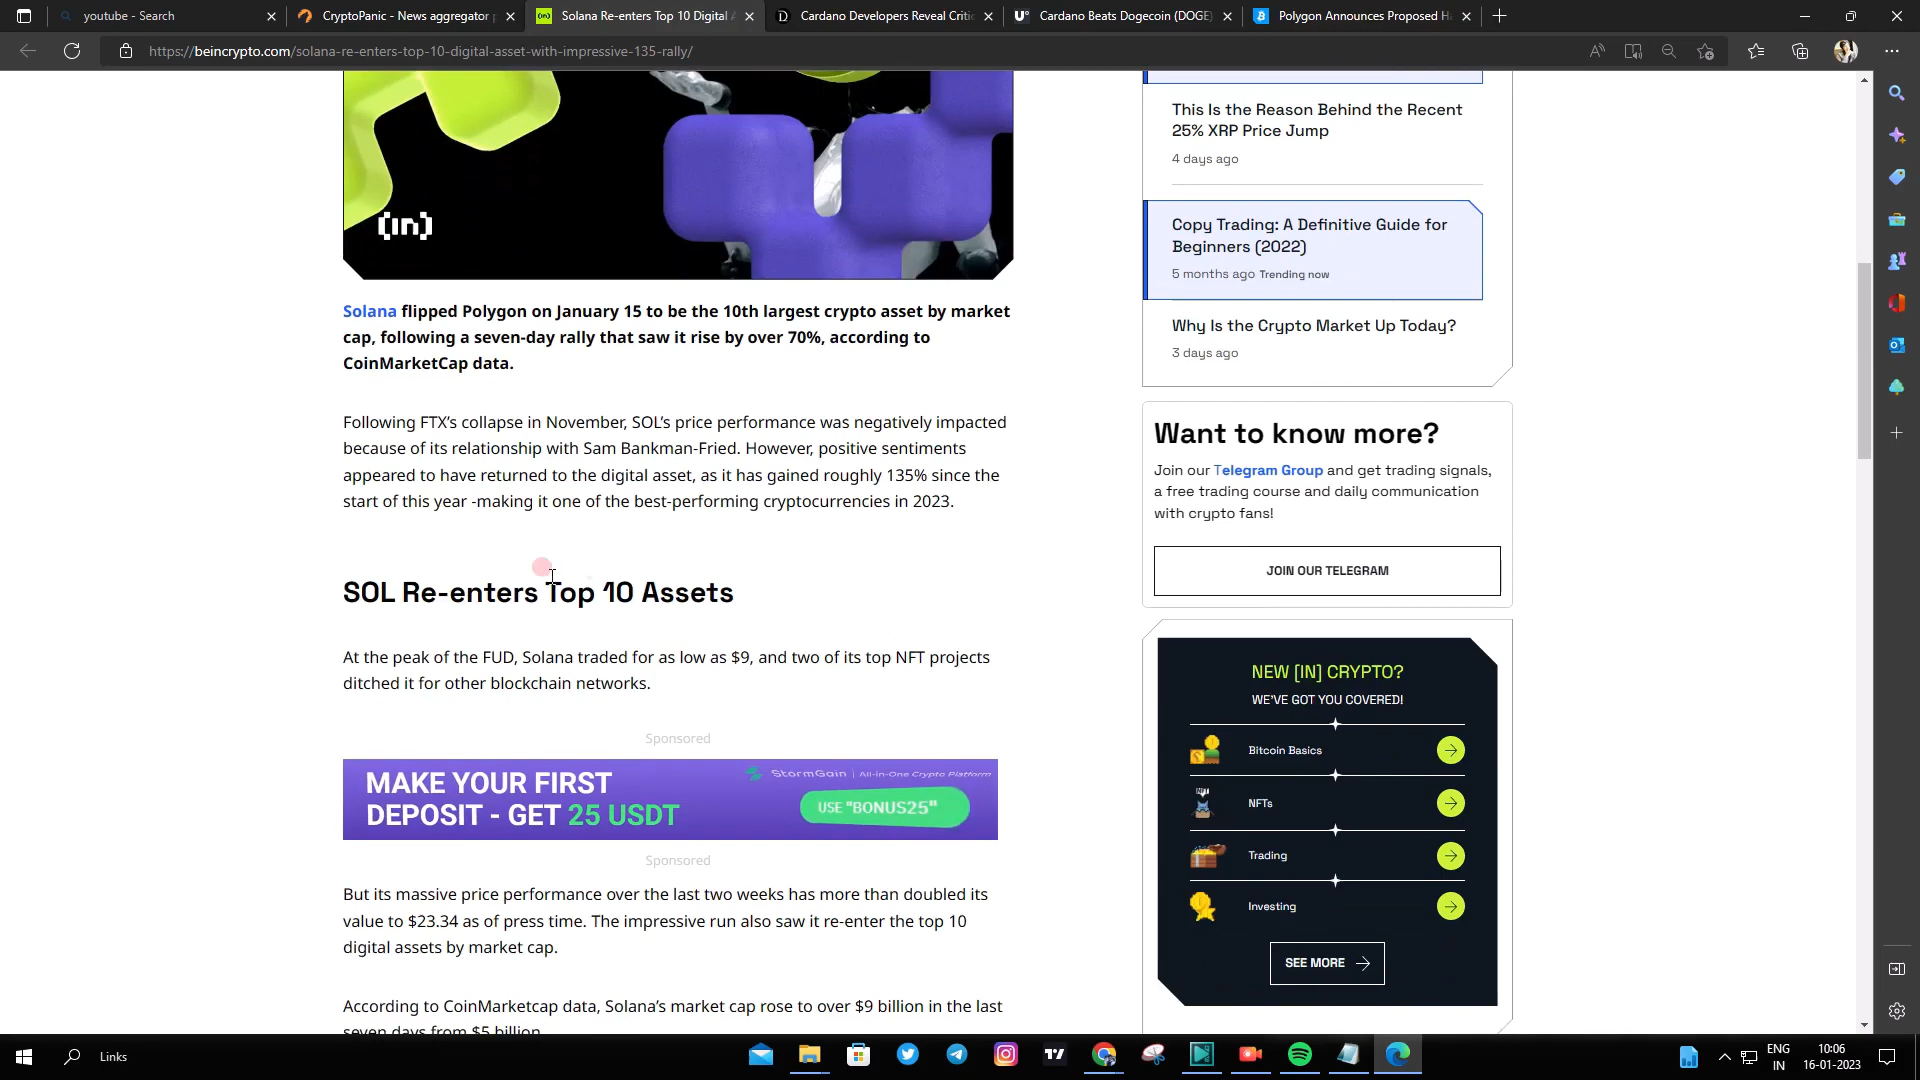 youtube - Search
CryptoPanic - News aggregator
Solana Re-enters Top 10 Digital
Cardano Developers Reveal Critic
Cardano Beats Dogecoin (DOGE)
Polygon Announces Proposed Ha
https://beincrypto.com/solana-re-enters-top-10-digital-asset-with-impressive-135-rally/
(in)
Solana flipped Polygon on January 15 to be the 10th largest crypto asset by market
cap, following a seven-day rally that saw it rise by over 70%, according to
CoinMarketCap data.
Following FTX’s collapse in November, SOL’s price performance was negatively impacted
because of its relationship with Sam Bankman-Fried. However, positive sentiments
appeared to have returned to the digital asset, as it has gained roughly 135% since the
start of this year -making it one of the best-performing cryptocurrencies in 2023.
SOL Re-enters Top 10 Assets
At the peak of the FUD, Solana traded for as low as $9, and two of its top NFT projects
ditched it for other blockchain networks.
Sponsored
MAKE YOUR FIRST
DEPOSIT - GET 25 USDT
StormGain | All-in-One Crypto Platform
USE "BONUS25"
Sponsored
But its massive price performance over the last two weeks has more than doubled its
value to $23.34 as of press time. The impressive run also saw it re-enter the top 10
digital assets by market cap.
According to CoinMarketcap data, Solana’s market cap rose to over $9 billion in the last
seven days from $5 billion.
This Is the Reason Behind the Recent
25% XRP Price Jump
4 days ago
Copy Trading: A Definitive Guide for
Beginners (2022)
5 months ago Trending now
Why Is the Crypto Market Up Today?
3 days ago
Want to know more?
Join our Telegram Group and get trading signals,
a free trading course and daily communication
with crypto fans!
JOIN OUR TELEGRAM
NEW [IN] CRYPTO?
WE'VE GOT YOU COVERED!
Bitcoin Basics
NFTs
Trading
Investing
SEE MORE
Links
ENG
IN
10:06
16-01-2023